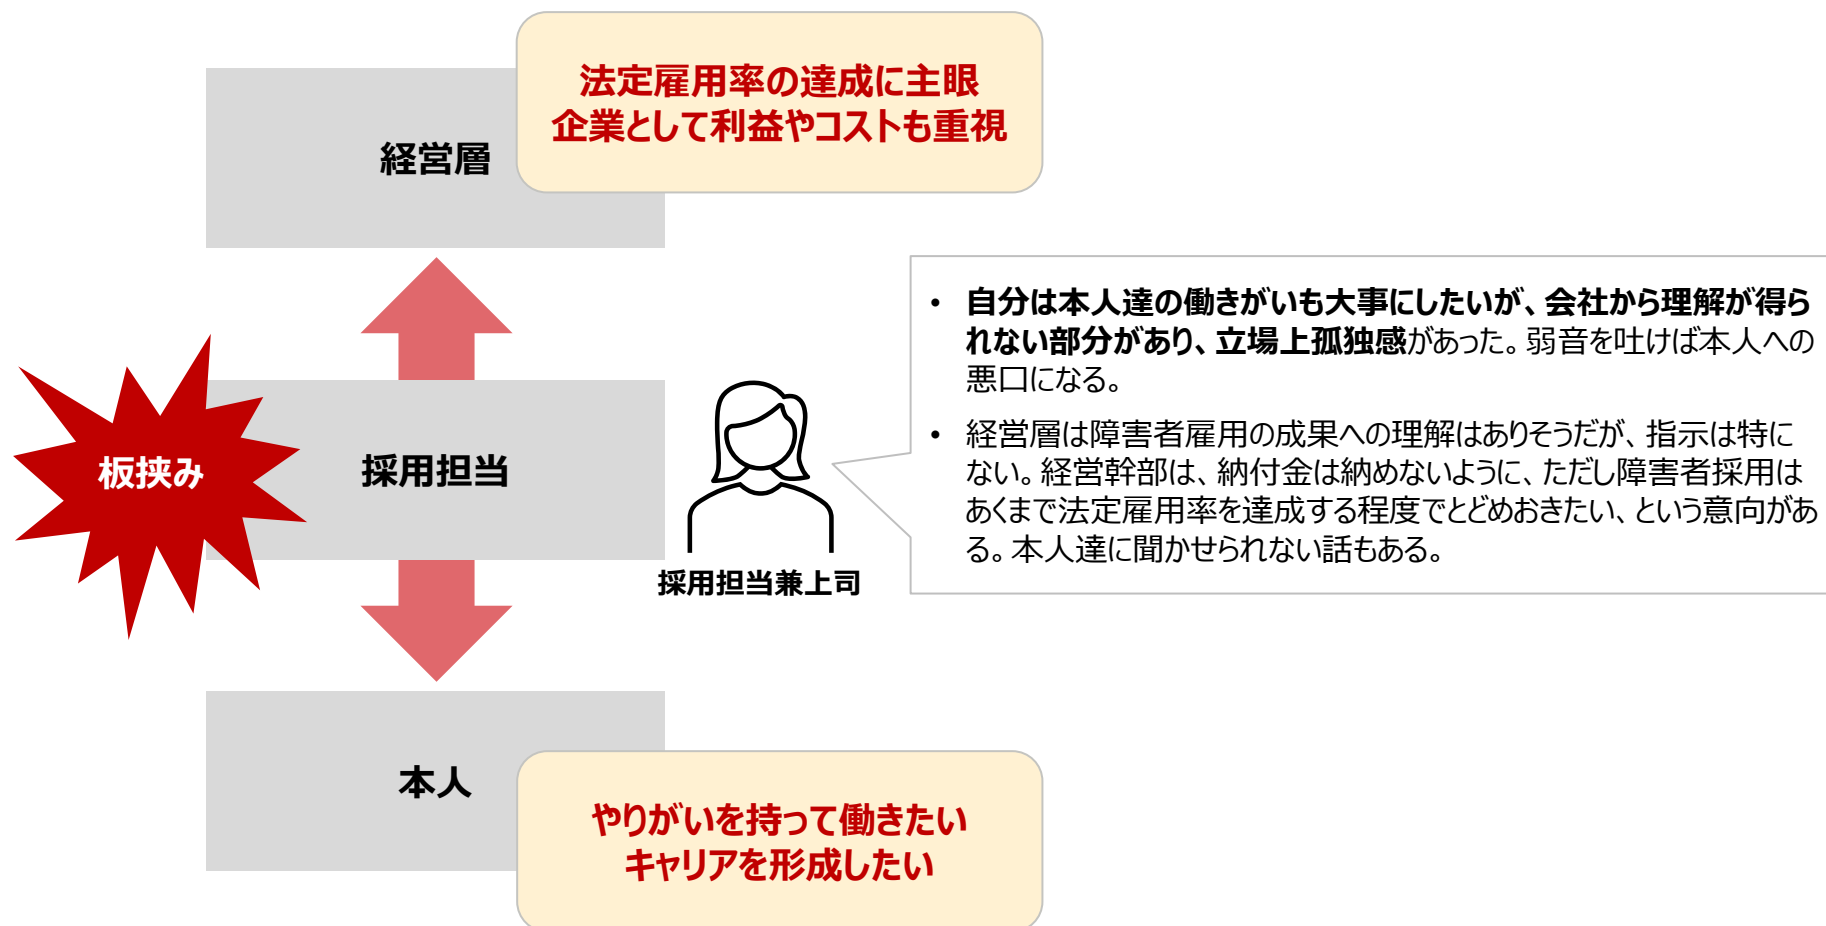 法定雇用率の達成に主眼
企業として利益やコストも重視
経営層
• 自分は本人達の働きがいも大事にしたいが、会社から理解が得ら
れない部分があり、立場上孤独感があった。弱音を吐けば本人への
悪口になる。
• 経営層は障害者雇用の成果への理解はありそうだが、指示は特に
ない。経営幹部は、納付金は納めないように、ただし障害者採用は
あくまで法定雇用率を達成する程度でとどめおきたい、という意向があ
る。本人達に聞かせられない話もある。
板挟み
採用担当
採用担当兼上司
本人
やりがいを持って働きたい
キャリアを形成したい